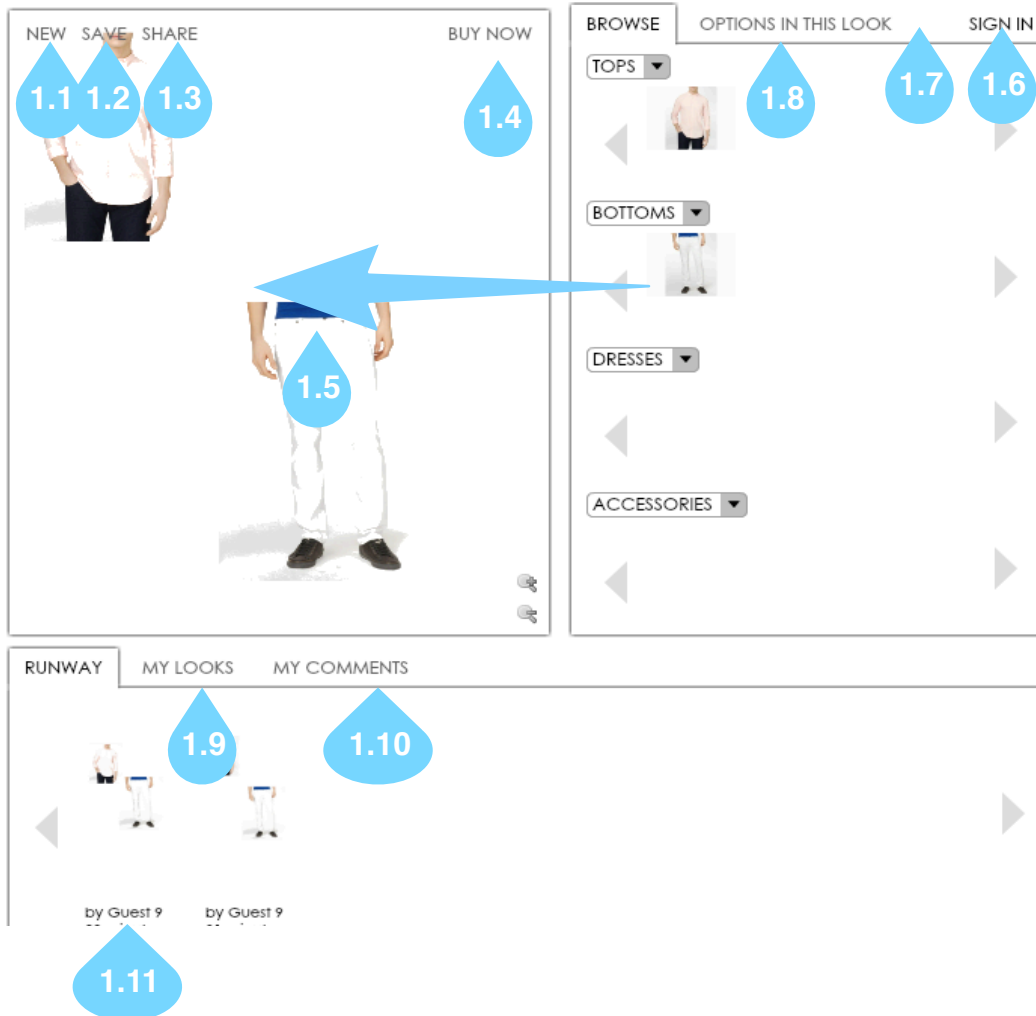 NEW SAVE SHARE BUY NOW
1.1 1.2 1.3 1.4
BROWSE OPTIONS IN THIS LOOK SIGN IN
1.8 1.7 1.6
TOPS
BOTTOMS
1.5
DRESSES
ACCESSORIES
RUNWAY MY LOOKS MY COMMENTS
1.9 1.10
by Guest 9 by Guest 9
1.11